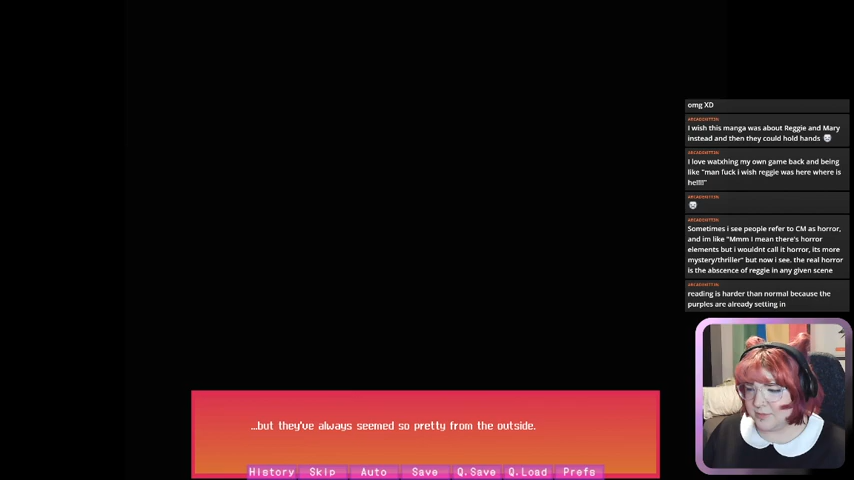 omg XD
ARCADEKITTEN
I wish this manga was about Reggie and Mary
instead and then they could hold hands
I love watxhing my own game back and being
like "man fuck i wish reggie was here where is
he!!!!"
Sometimes i see people refer to CM as horror,
and im like "Mmm i mean there's horror
elements but i wouldnt call it horror, its more
mystery/thriller" but now i see. the real horror
is the abscence of reggie in any given scene
reading is harder than normal because the
purples are already setting in
...but they've always seemed so pretty from the outside.
History Skip Auto Save Q.Save Q.Load Prefs